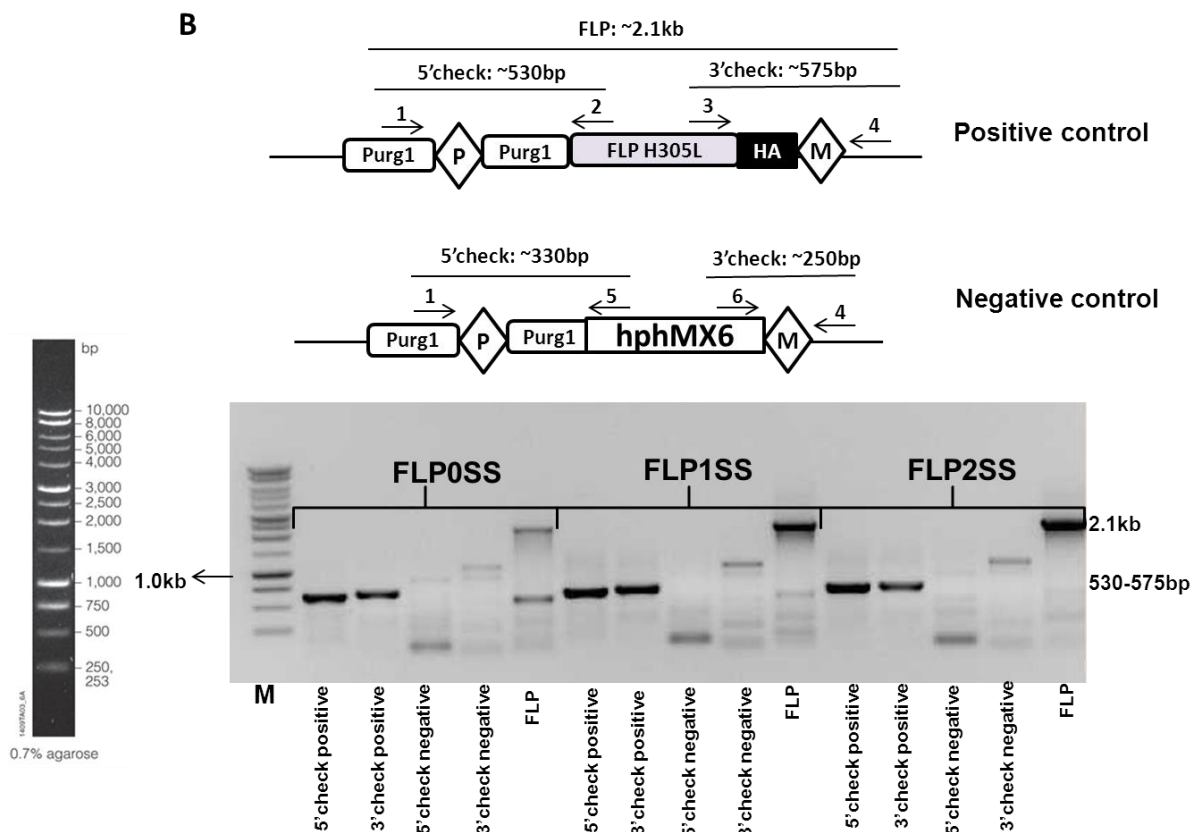 B
FLP: ~2.1kb
5’check: ~530bp
3’check: ~575bp
1
2
3
4
Purg1
P
Purg1
FLP H305L
HA
M
Positive control
5’check: ~330bp
3’check: ~250bp
1
5
6
4
Purg1
P
Purg1
hphMX6
M
Negative control
bp
10,000
8,000
6,000
5,000
4,000
3,000
2,500
2,000
1,500
1,000
750
500
250,
253
1409TA03_6A
0.7% agarose
1.0kb
FLP0SS
FLP1SS
FLP2SS
2.1kb
530-575bp
M
5’check positive
3’check positive
5’check negative
3’check negative
FLP
5’check positive
3’check positive
5’check negative
3’check negative
FLP
5’check positive
3’check positive
5’check negative
3’check negative
FLP